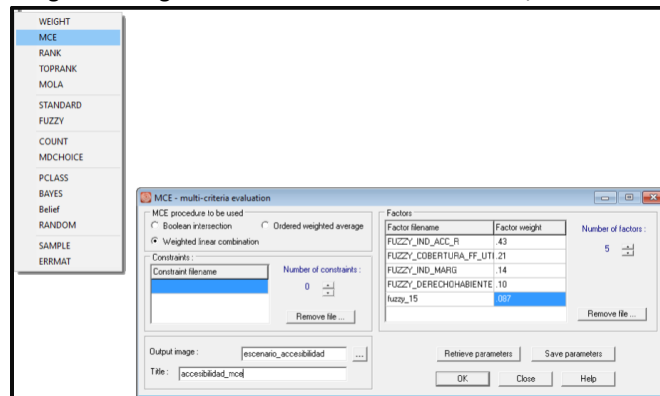 WEIGHT
MCE
RANK
TOPRANK
MOLA
STANDARD
FUZZY
COUNT
MDCHOICE
PCLASS
BAYES
Belief
RANDOM
SAMPLE
ERRMAT
MCE - multi-criteria evaluation
MCE procedure to be used
Boolean intersection
Ordered weighted average
Weighted linear combination
Constraints :
Constraint filename
Number of constraints :
0
Remove file ...
Output image :
escenario_accesibilidad
...
Title :
accesibilidad_mce
Factors
Factor filename Factor weight
FUZZY_IND_ACC_R .43
FUZZY_COBERTURA_FF_UTI .21
FUZZY_IND_MARG .14
FUZZY_DERECHOHABIENTE .10
fuzzy_15 .087
Number of factors :
5
Remove file ...
Retrieve parameters
Save parameters
OK
Close
Help